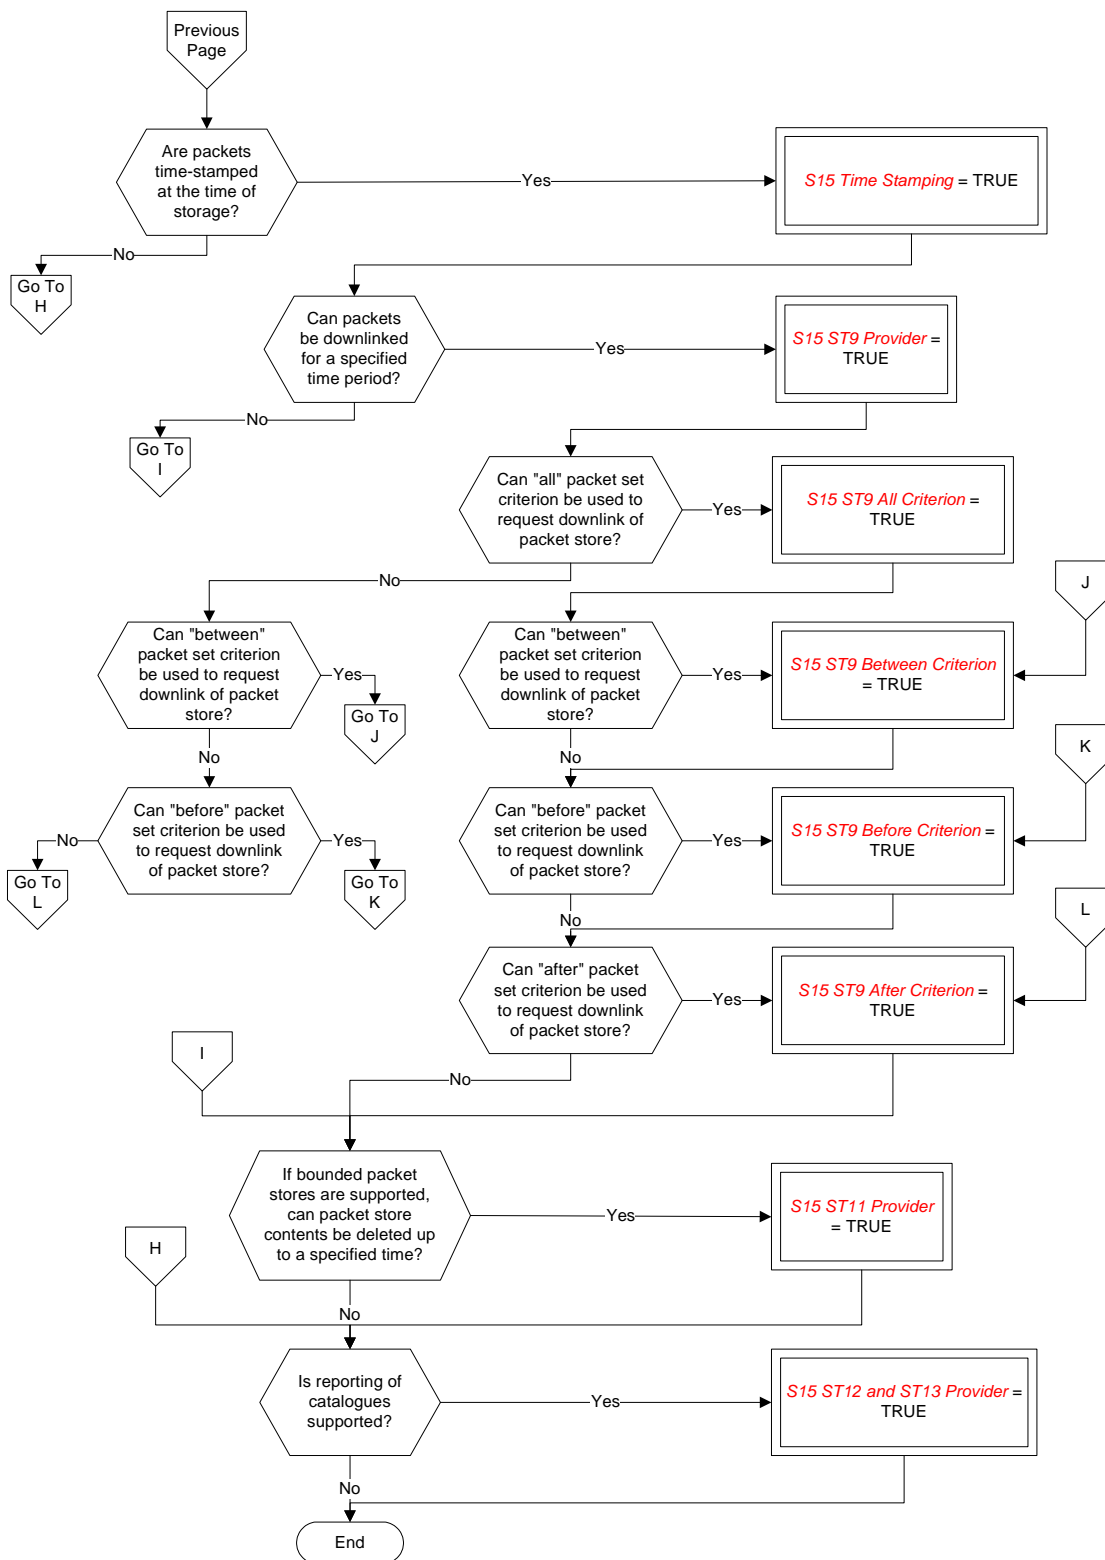 Previous
Page
Are packets
time-stamped
at the time of
storage?
Yes
S15 Time Stamping = TRUE
No
Go To
H
Can packets
be downlinked
for a specified
time period?
Yes
S15 ST9 Provider =
TRUE
No
Go To
I
Can "all" packet set
criterion be used to
request downlink of
packet store?
Yes
S15 ST9 All Criterion =
TRUE
No
J
Can "between"
packet set criterion
be used to request
downlink of packet
store?
Yes
Go To
J
Can "between"
packet set criterion
be used to request
downlink of packet
store?
Yes
S15 ST9 Between Criterion
= TRUE
No
No
K
Can "before" packet
set criterion be used
to request downlink
of packet store?
No
Go To
L
Yes
Go To
K
Can "before" packet
set criterion be used
to request downlink
of packet store?
Yes
S15 ST9 Before Criterion =
TRUE
No
L
Can "after" packet
set criterion be used
to request downlink
of packet store?
Yes
S15 ST9 After Criterion =
TRUE
No
I
If bounded packet
stores are supported,
can packet store
contents be deleted up
to a specified time?
Yes
S15 ST11 Provider
= TRUE
H
No
Is reporting of
catalogues
supported?
Yes
S15 ST12 and ST13 Provider =
TRUE
No
End